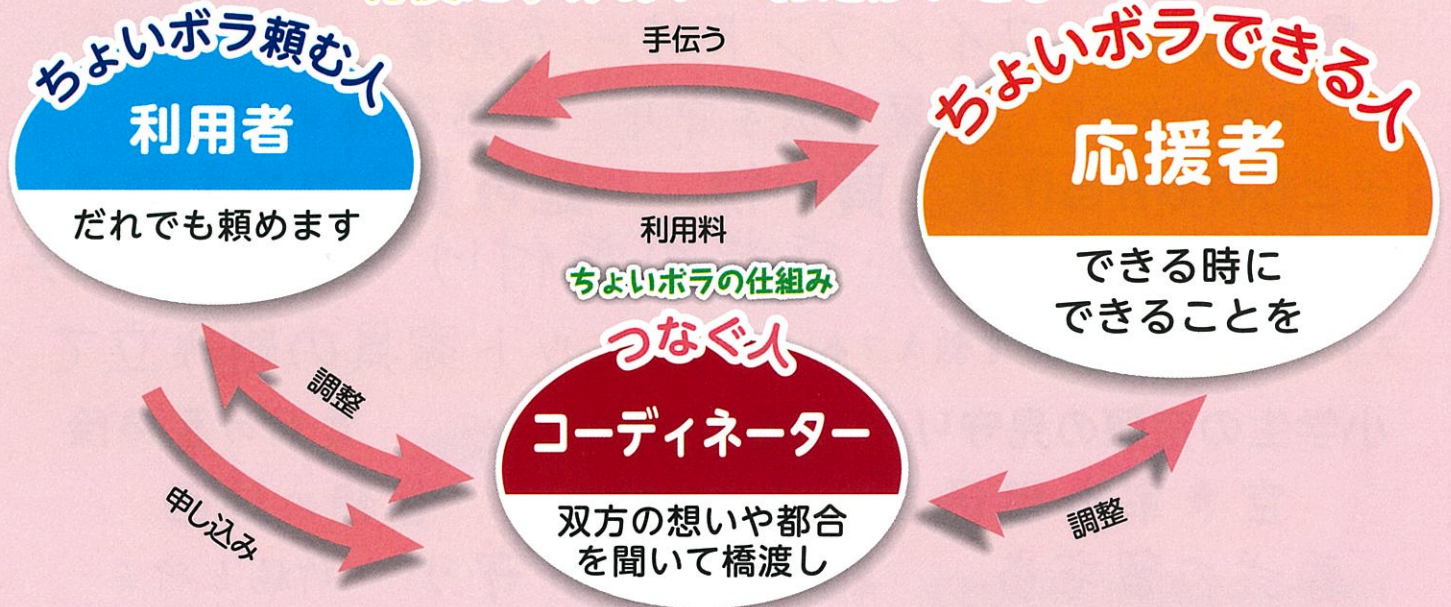 ちょいボラ頼む人
利用者
だれでも頼めます
手伝う
利用料
ちょいボラできる人
応援者
できる時に
できることを
ちょいボラの仕組み
つなぐ人
コーディネーター
双方の想いや都合
を聞いて橋渡し
調整
申し込み
調整